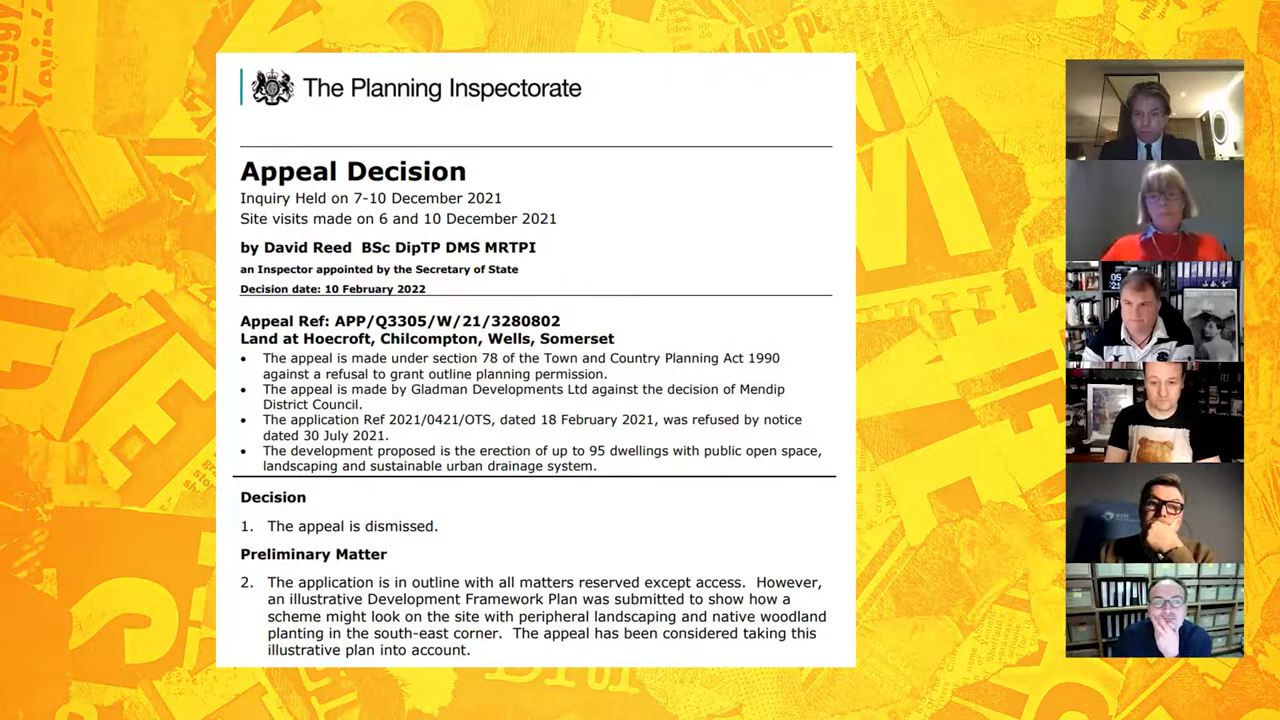 The Planning Inspectorate
Appeal Decision
Inquiry Held on 7-10 December 2021
Site visits made on 6 and 10 December 2021
by David Reed BSc DipTP DMS MRTPI
an Inspector appointed by the Secretary of State
Decision date: 10 February 2022
Appeal Ref: APP/Q3305/W/21/3280802
Land at Hoecroft, Chilcompton, Wells, Somerset
• The appeal is made under section 78 of the Town and Country Planning Act 1990
against a refusal to grant outline planning permission.
• The appeal is made by Gladman Developments Ltd against the decision of Mendip
District Council.
• The application Ref 2021/0421/OTS, dated 18 February 2021, was refused by notice
dated 30 July 2021.
• The development proposed is the erection of up to 95 dwellings with public open space,
landscaping and sustainable urban drainage system.
Decision
1. The appeal is dismissed.
Preliminary Matter
2. The application is in outline with all matters reserved except access. However,
an illustrative Development Framework Plan was submitted to show how a
scheme might look on the site with peripheral landscaping and native woodland
planting in the south-east corner. The appeal has been considered taking this
illustrative plan into account.